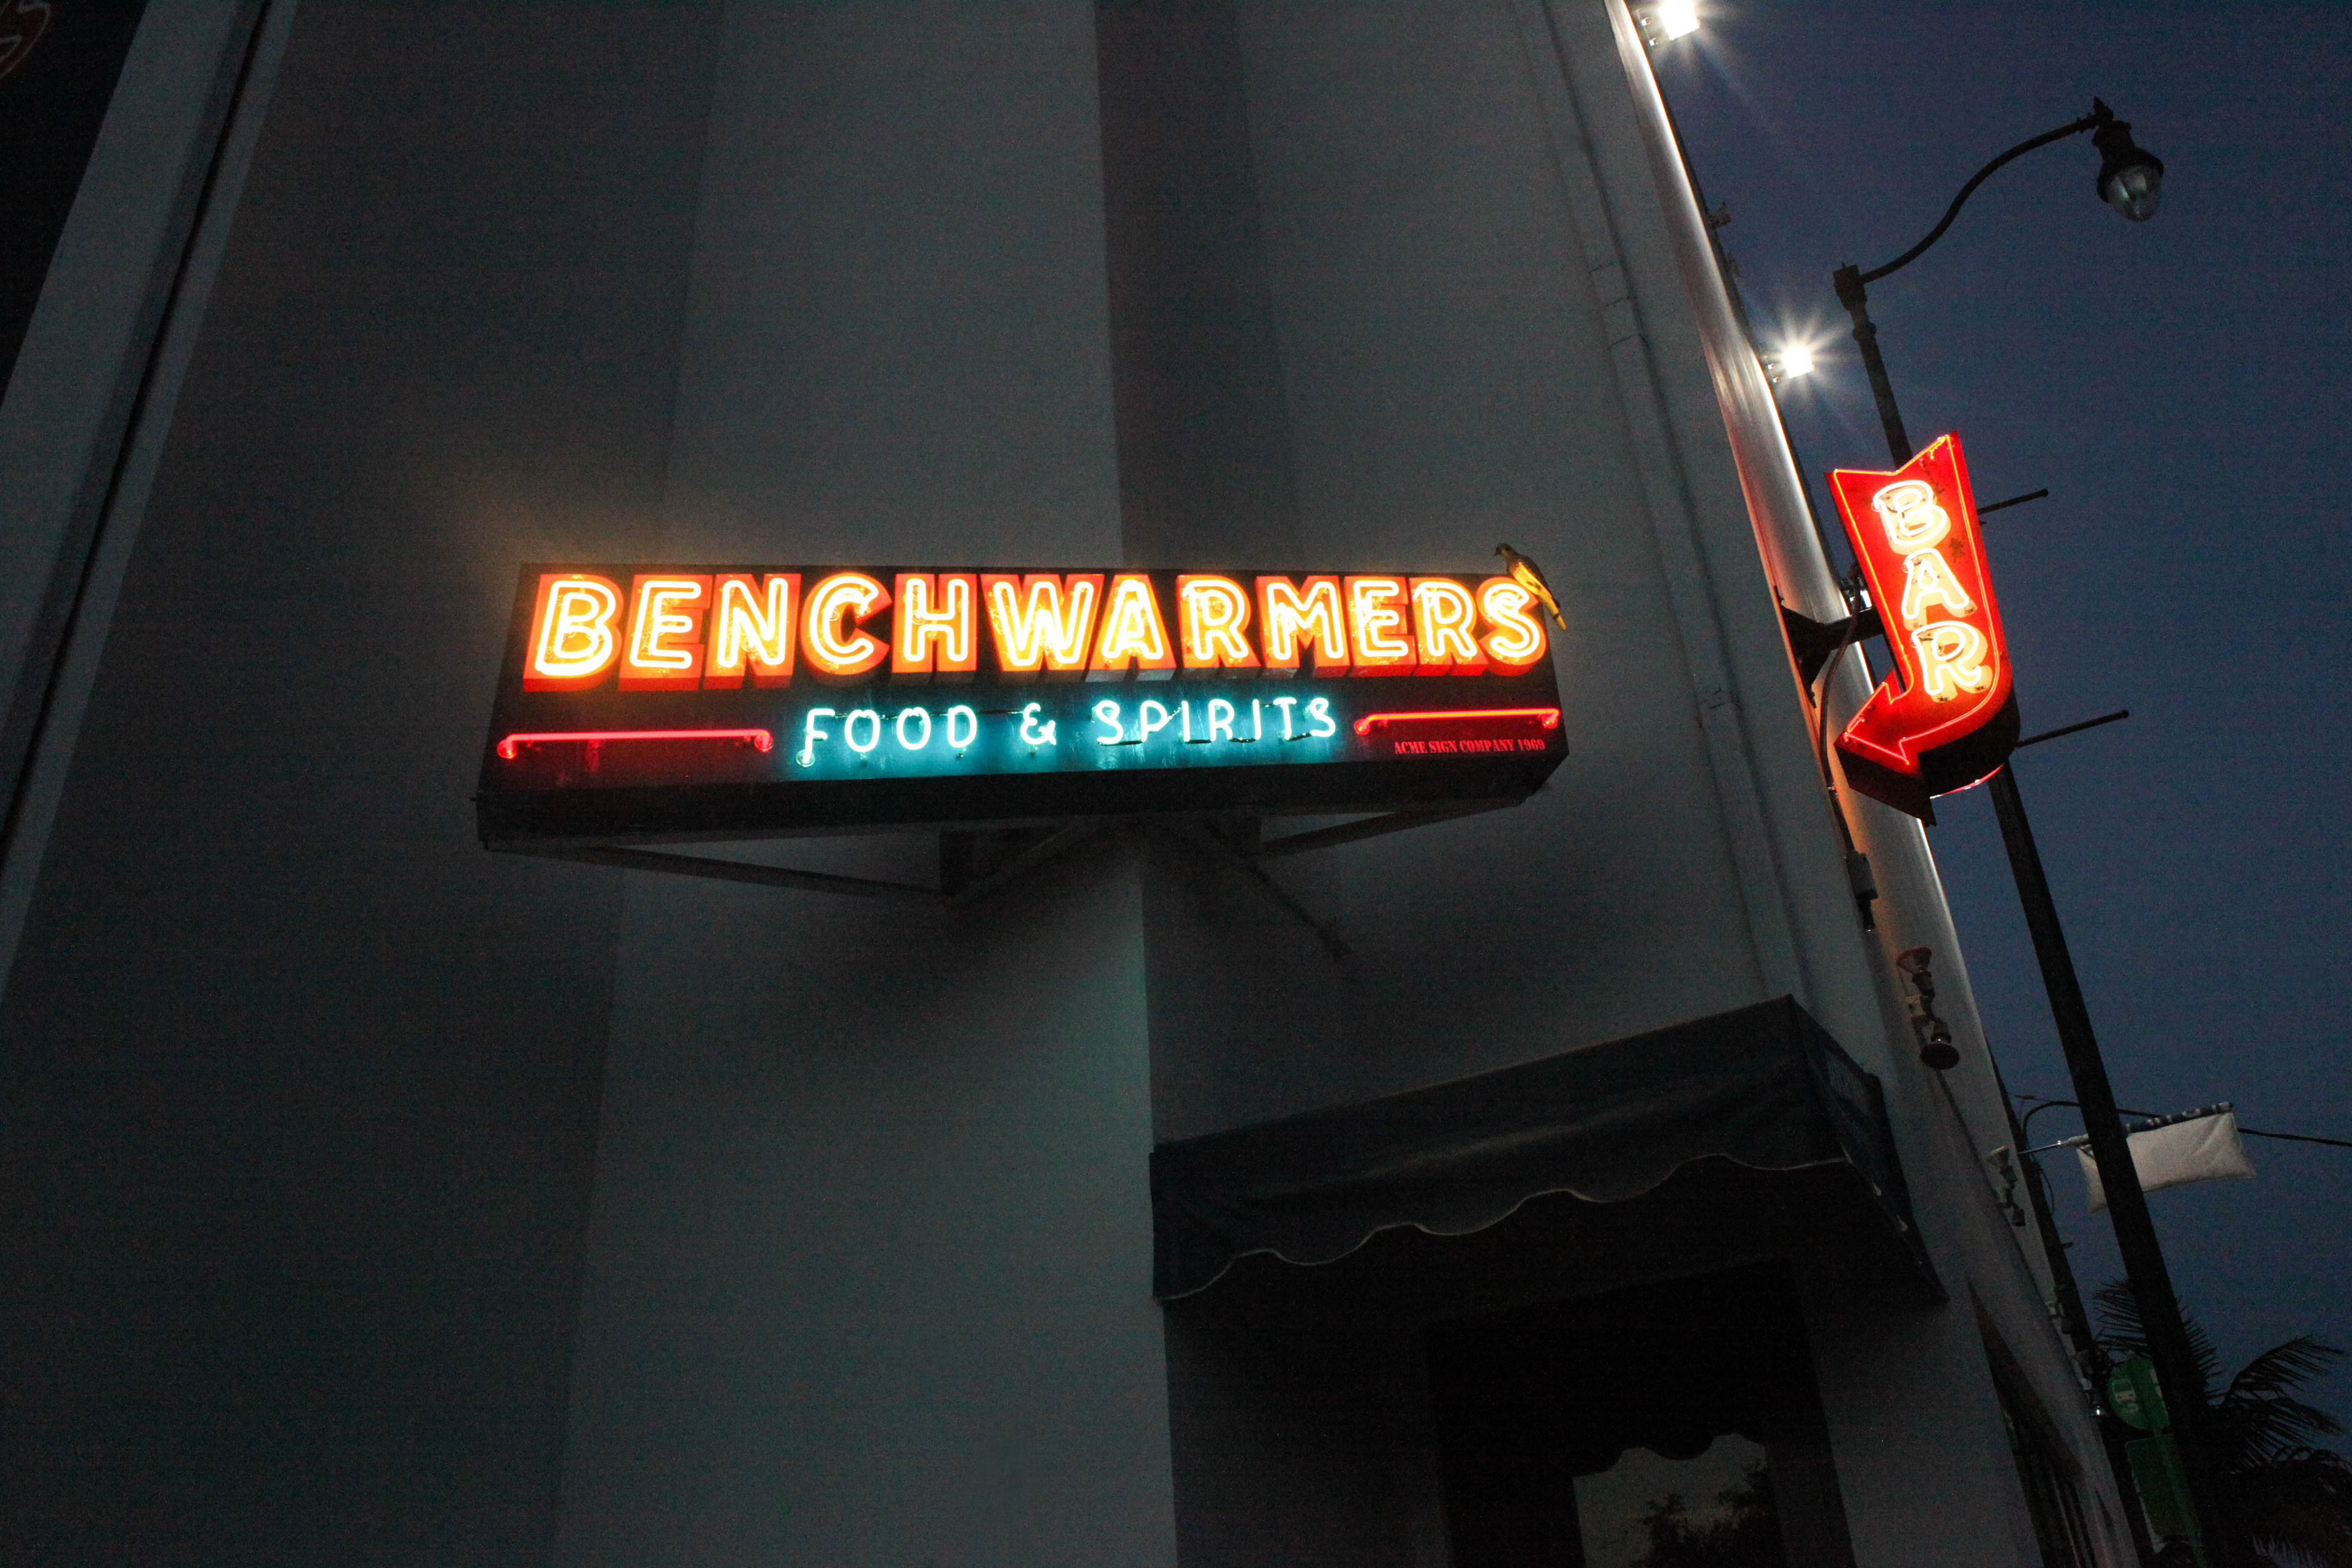 BENCHWARMERS
FOOD & SPIRITS
ACME SIGN COMPANY 1969
BAR